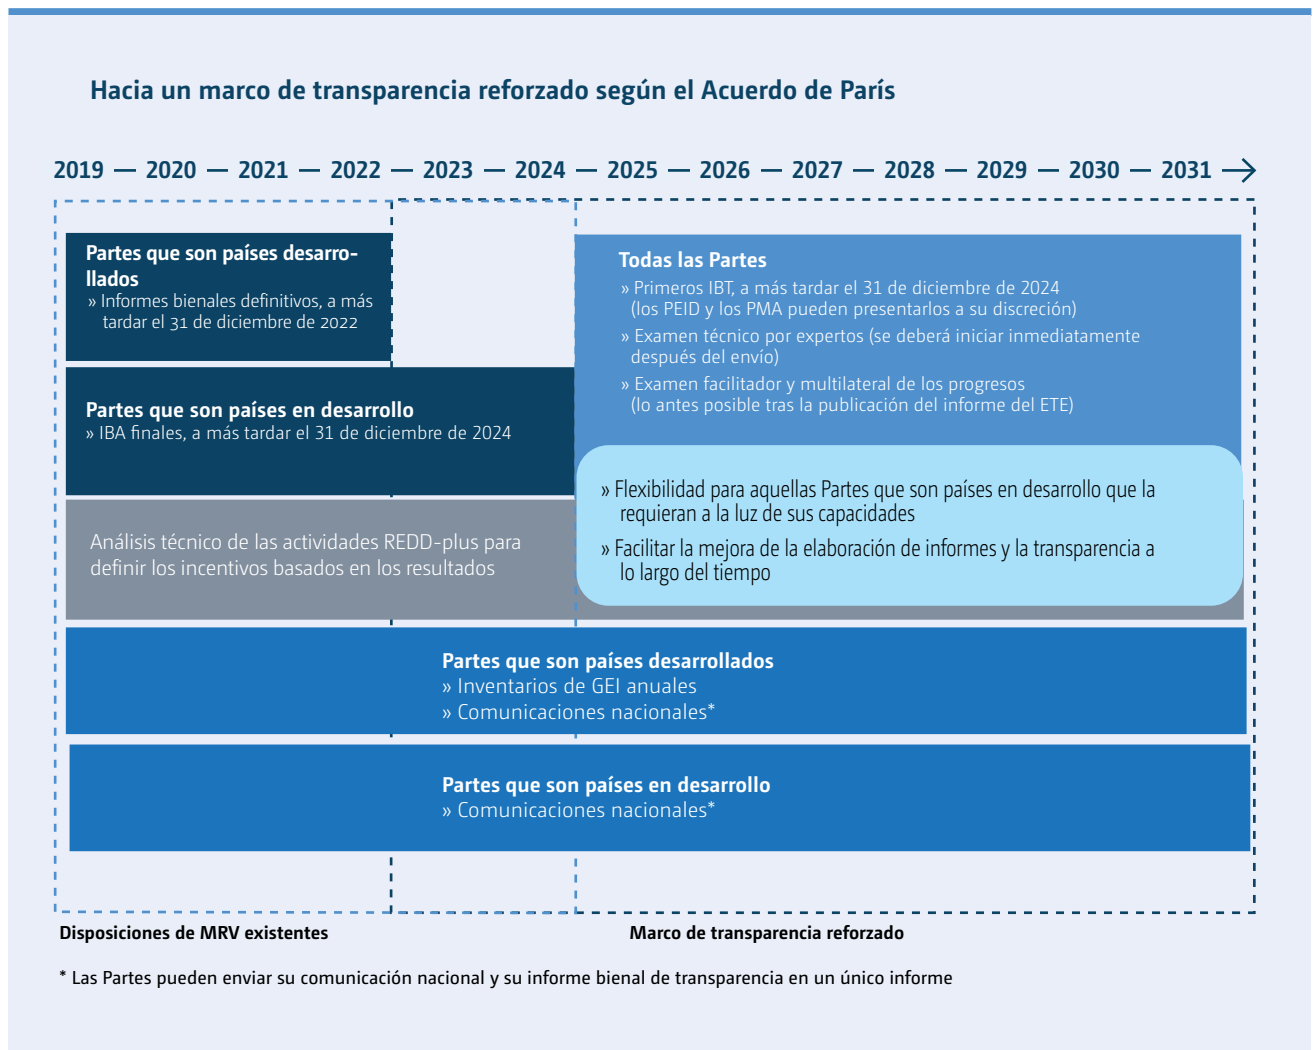 Hacia un marco de transparencia reforzado según el Acuerdo de París
2019 — 2020 — 2021 — 2022 — 2023 — 2024 — 2025 — 2026 — 2027 — 2028 — 2029 — 2030 — 2031
Partes que son países desarro-
llados
» Informes bienales definitivos, a más
tardar el 31 de diciembre de 2022
Partes que son países en desarrollo
» IBA finales, a más tardar el 31 de diciembre de 2024
Análisis técnico de las actividades REDD-plus para
definir los incentivos basados en los resultados
Todas las Partes
» Primeros IBT, a más tardar el 31 de diciembre de 2024
(los PEID y los PMA pueden presentarlos a su discreción)
» Examen técnico por expertos (se deberá iniciar inmediatamente
después del envío)
» Examen facilitador y multilateral de los progresos
(lo antes posible tras la publicación del informe del ETE)
» Flexibilidad para aquellas Partes que son países en desarrollo que la
requieran a la luz de sus capacidades
» Facilitar la mejora de la elaboración de informes y la transparencia a
lo largo del tiempo
Partes que son países desarrollados
» Inventarios de GEI anuales
» Comunicaciones nacionales*
Partes que son países en desarrollo
» Comunicaciones nacionales*
Disposiciones de MRV existentes
Marco de transparencia reforzado
* Las Partes pueden enviar su comunicación nacional y su informe bienal de transparencia en un único informe